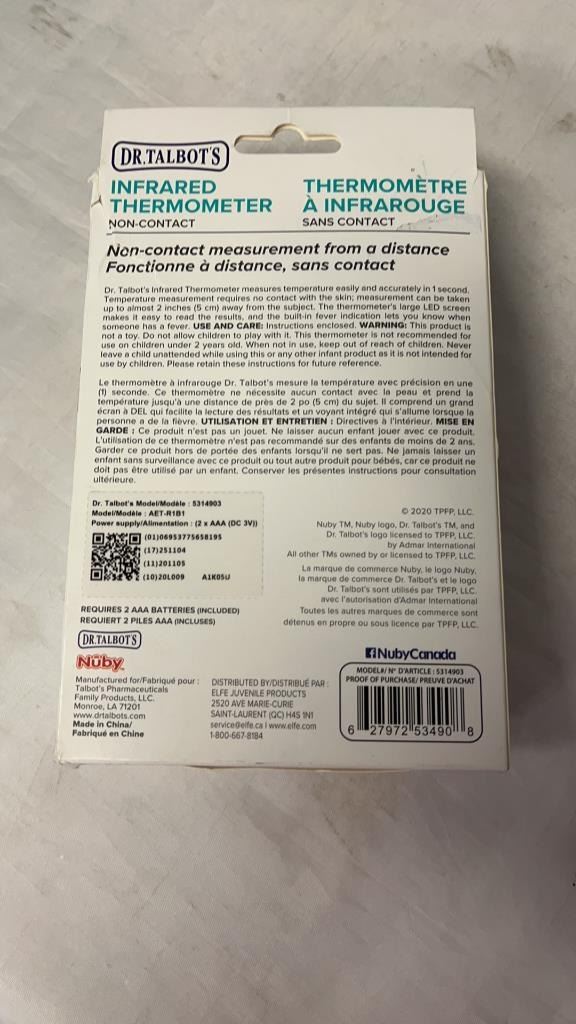 DR.TALBOT'S
INFRARED
THERMOMETER
NON-CONTACT
THERMOMÈTRE
À INFRAROUGE
SANS CONTACT
Non-contact measurement from a distance
Fonctionne à distance, sans contact
Dr. Talbot's Infrared Thermometer measures temperature easily and accurately in 1 second.
Temperature measurement requires no contact with the skin; measurement can be taken
up to almost 2 inches (5 cm) away from the subject. The thermometer's large LED screen
makes it easy to read the results, and the built-in fever indication lets you know when
someone has a fever. USE AND CARE: Instructions enclosed. WARNING: This product is
not a toy. Do not allow children to play with it. This thermometer is not recommended for
use on children under 2 years old. When not in use, keep out of reach of children. Never
leave a child unattended while using this or any other infant product as it is not intended for
use by children. Please retain these instructions for future reference.
Le thermomètre à infrarouge Dr. Talbot's mesure la température avec précision en une
(1) seconde. Ce thermomètre ne nécessite aucun contact avec la peau et prend la
température jusqu'à une distance de près de 2 po (5 cm) du sujet. Il comprend un grand
écran à DEL qui facilite la lecture des résultats et un voyant intégré qui s'allume lorsque la
personne a de la fièvre. UTILISATION ET ENTRETIEN : Directives à l'intérieur. MISE EN
GARDE : Ce produit n'est pas un jouet. Ne laisser aucun enfant jouer avec ce produit.
L'utilisation de ce thermomètre n'est pas recommandé sur des enfants de moins de 2 ans.
Garder ce produit hors de portée des enfants lorsqu'il ne sert pas. Ne jamais laisser un
enfant sans surveillance avec ce produit ou tout autre produit pour bébés, car ce produit ne
doit pas être utilisé par un enfant. Conserver les présentes instructions pour consultation
ultérieure.
Dr. Talbot's Model/Modèle : 5314903
Model/Modèle : AET-R1B1
Power supply/Alimentation : (2 x AAA (DC 3V))
(01)06953775658195
(17)251104
(11)201105
(10)20L009 A1K05U
© 2020 TPFP, LLC.
Nuby TM, Nuby logo, Dr. Talbot's TM, and
Dr. Talbot's logo licensed to TPFP, LLC.
by Admar International
All other TMs owned by or licensed to TPFP, LLC.
La marque de commerce Nuby, le logo Nuby,
la marque de commerce Dr. Talbot's et le logo
Dr. Talbot's sont utilisés par TPFP, LLC.
avec l'autorisation d'Admar International
Toutes les autres marques de commerce sont
détenus en propre ou sous licence par TPFP, LLC.
REQUIRES 2 AAA BATTERIES (INCLUDED)
REQUIERT 2 PILES AAA (INCLUSES)
DR.TALBOT'S
Nûby
Manufactured for/Fabriqué pour :
Talbot's Pharmaceuticals
Family Products, LLC.
Monroe, LA 71201
www.drtalbots.com
Made in China/
Fabriqué en Chine
DISTRIBUTED BY/DISTRIBUÉ PAR :
ELFE JUVENILE PRODUCTS
2520 AVE MARIE-CURIE
SAINT-LAURENT (QC) H4S 1N1
service@elfe.ca I www.elfe.com
1-800-667-8184
NubyCanada
MODEL#/ N° D'ARTICLE : 5314903
PROOF OF PURCHASE/ PREUVE D'ACHAT
6 27972 53490 8